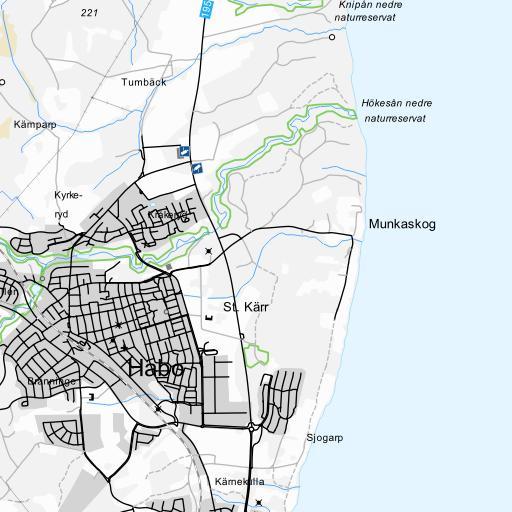 Knipån nedre
naturreservat
221
195
Tumbäck
Hökesån nedre
naturreservat
Kämparp
Kyrke-
ryd
Kråkeryd
Munkaskog
St. Kärr
Habo
Bränninge
Sjogarp
Kärnekulla